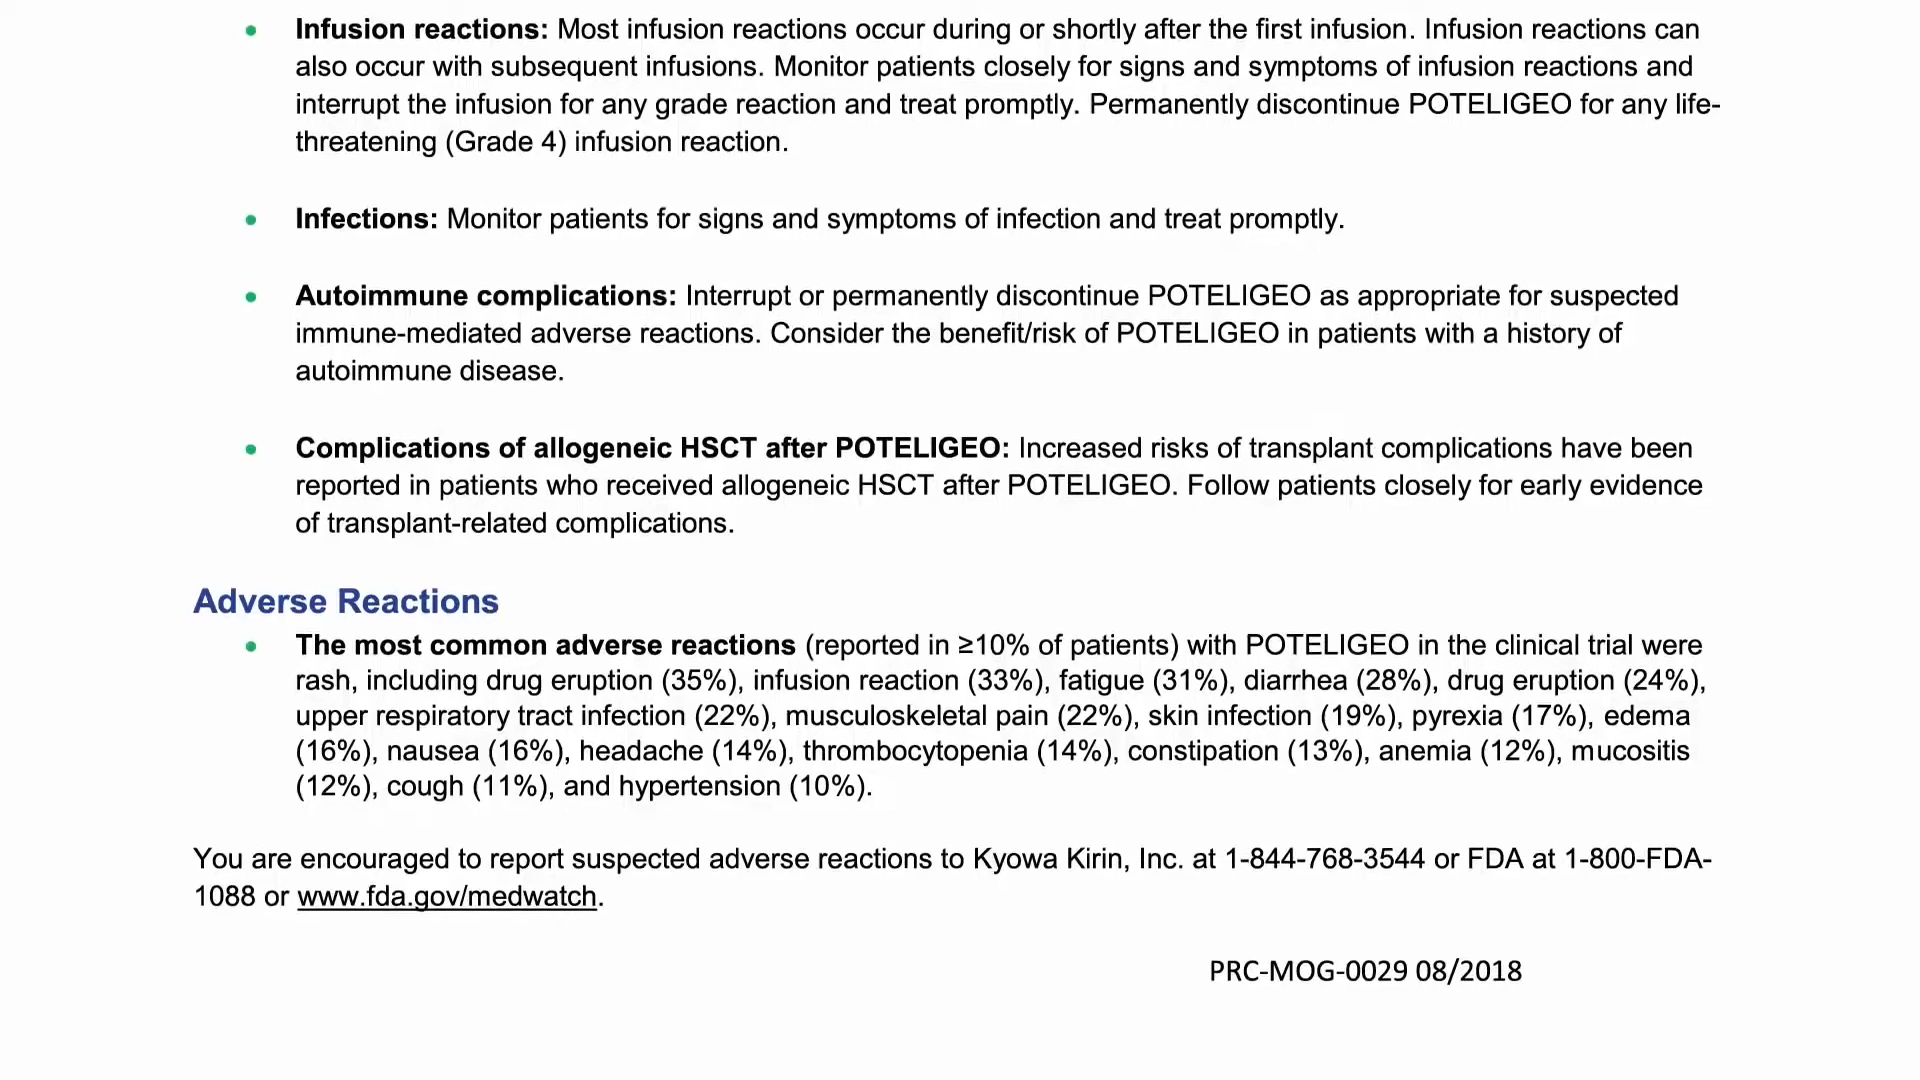 • Infusion reactions: Most infusion reactions occur during or shortly after the first infusion. Infusion reactions can
also occur with subsequent infusions. Monitor patients closely for signs and symptoms of infusion reactions and
interrupt the infusion for any grade reaction and treat promptly. Permanently discontinue POTELIGEO for any life-
threatening (Grade 4) infusion reaction.
• Infections: Monitor patients for signs and symptoms of infection and treat promptly.
• Autoimmune complications: Interrupt or permanently discontinue POTELIGEO as appropriate for suspected
immune-mediated adverse reactions. Consider the benefit/risk of POTELIGEO in patients with a history of
autoimmune disease.
• Complications of allogeneic HSCT after POTELIGEO: Increased risks of transplant complications have been
reported in patients who received allogeneic HSCT after POTELIGEO. Follow patients closely for early evidence
of transplant-related complications.
Adverse Reactions
• The most common adverse reactions (reported in ≥10% of patients) with POTELIGEO in the clinical trial were
rash, including drug eruption (35%), infusion reaction (33%), fatigue (31%), diarrhea (28%), drug eruption (24%),
upper respiratory tract infection (22%), musculoskeletal pain (22%), skin infection (19%), pyrexia (17%), edema
(16%), nausea (16%), headache (14%), thrombocytopenia (14%), constipation (13%), anemia (12%), mucositis
(12%), cough (11%), and hypertension (10%).
You are encouraged to report suspected adverse reactions to Kyowa Kirin, Inc. at 1-844-768-3544 or FDA at 1-800-FDA-
1088 or www.fda.gov/medwatch.
PRC-MOG-0029 08/2018